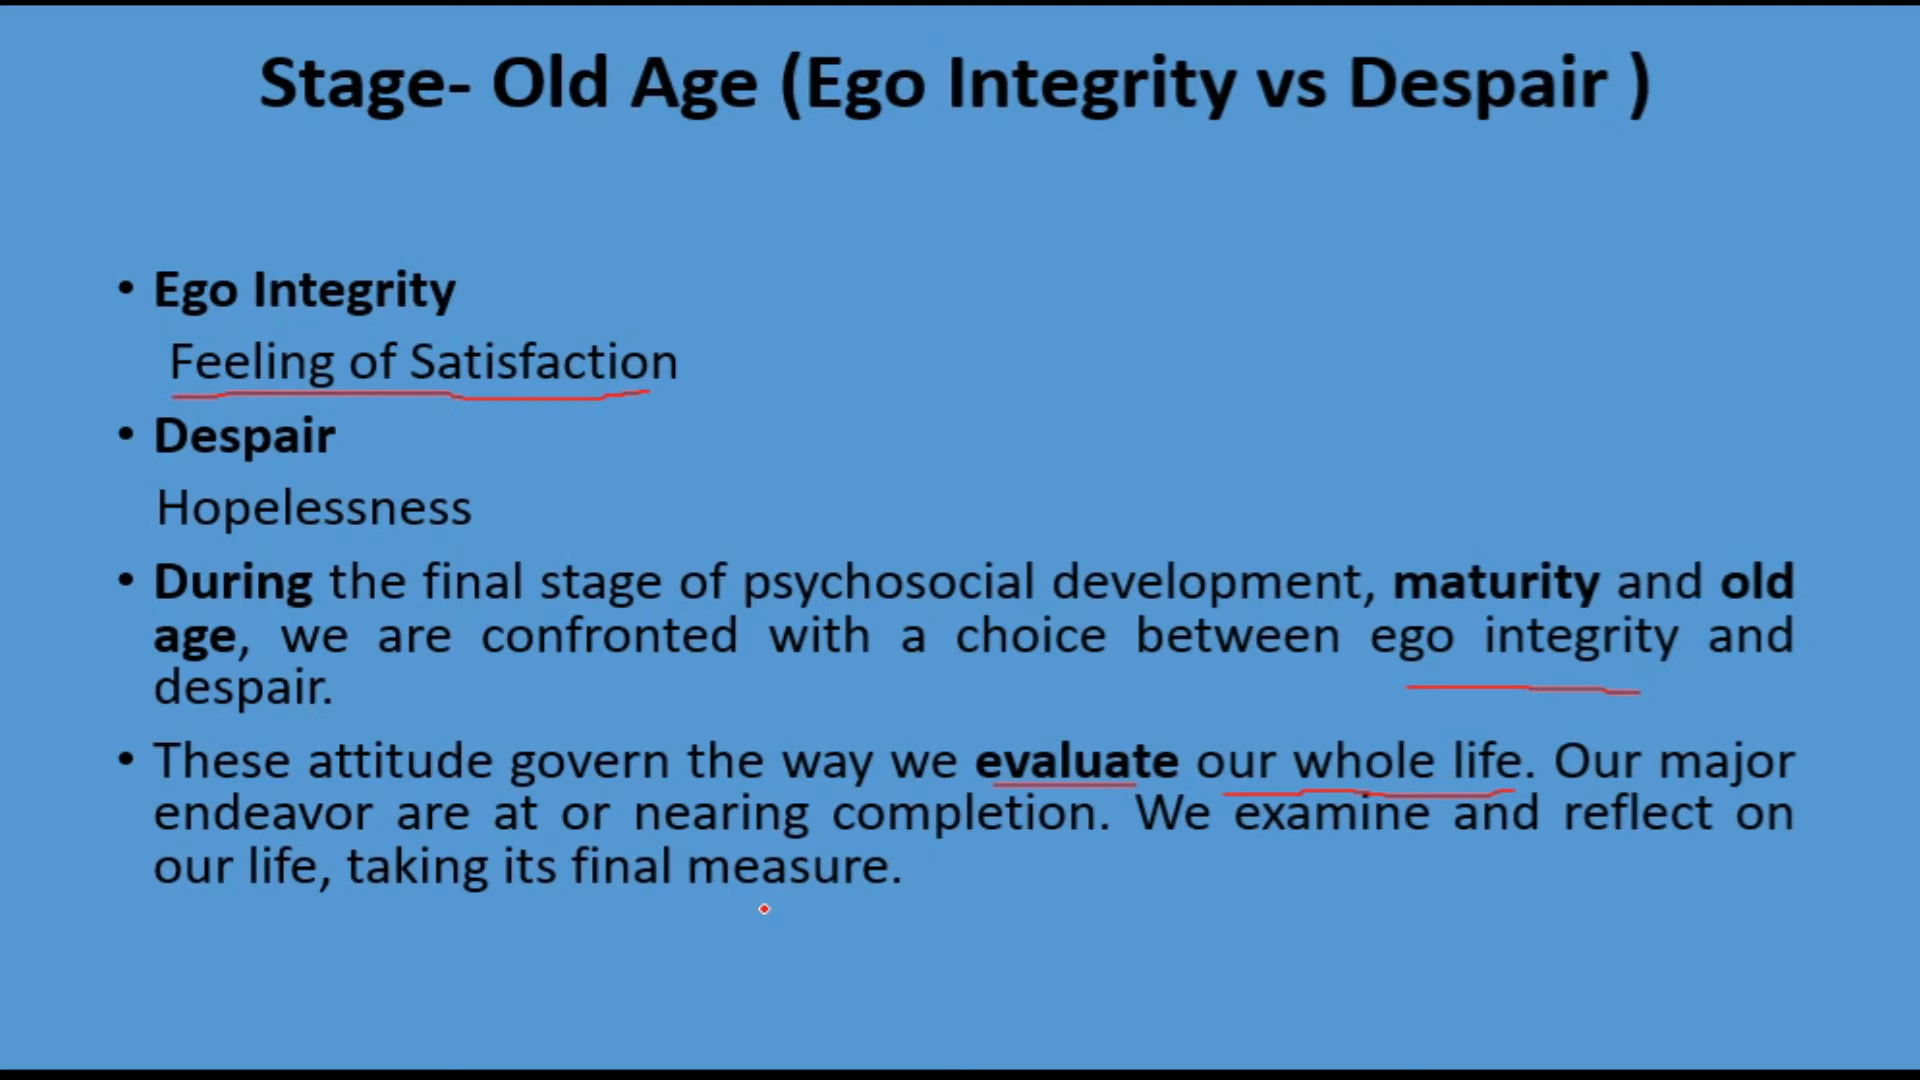 Stage- Old Age (Ego Integrity vs Despair )
• Ego Integrity
Feeling of Satisfaction
• Despair
Hopelessness
• During the final stage of psychosocial development, maturity and old
age, we are confronted with a choice between ego integrity and
despair.
• These attitude govern the way we evaluate our whole life. Our major
endeavor are at or nearing completion. We examine and reflect on
our life, taking its final measure.